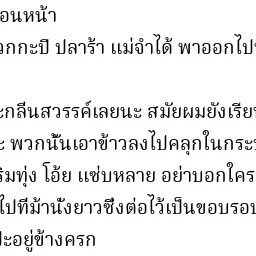 อนหน้า
วกกะปิ ปลาร้า แม่จำได้ พาออกไป
ะกลีนสวรรค์เลยนะ สมัยผมยังเรีย
ะ พวกนั้นเอาข้าวลงไปคลุกในกระ
ริมทุ่ง โอ้ย แซ่บหลาย อย่าบอกใคร
ไปทีม้านั่งยาวซึ่งต่อไว้เป็นขอบรอบ
ปะอยู่ข้างครก